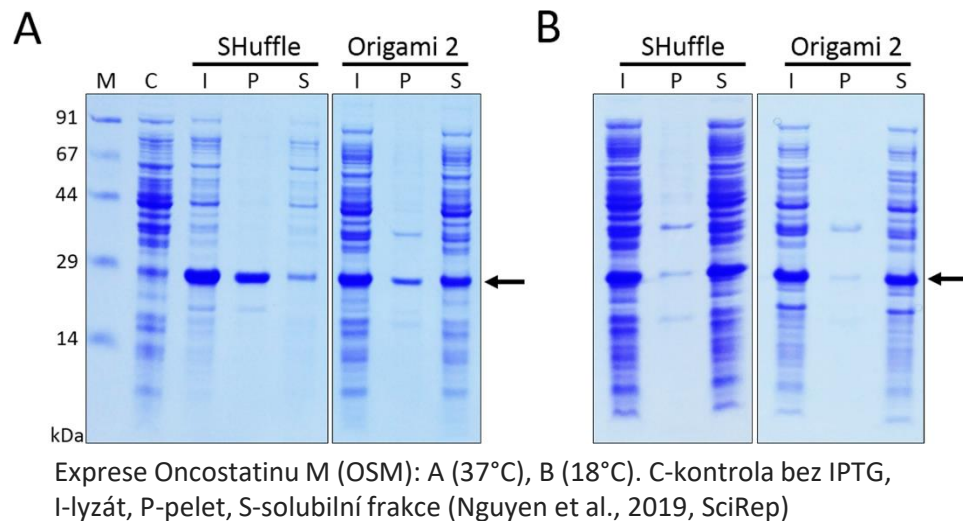 A
B
SHuffle
Origami 2
SHuffle
Origami 2
M C I P S I P S
I P S I P S
91
67
44
29
14
kDa
Exprese Oncostatinu M (OSM): A (37°C), B (18°C). C-kontrola bez IPTG,
I-lyzát, P-pelet, S-solubilní frakce (Nguyen et al., 2019, SciRep)